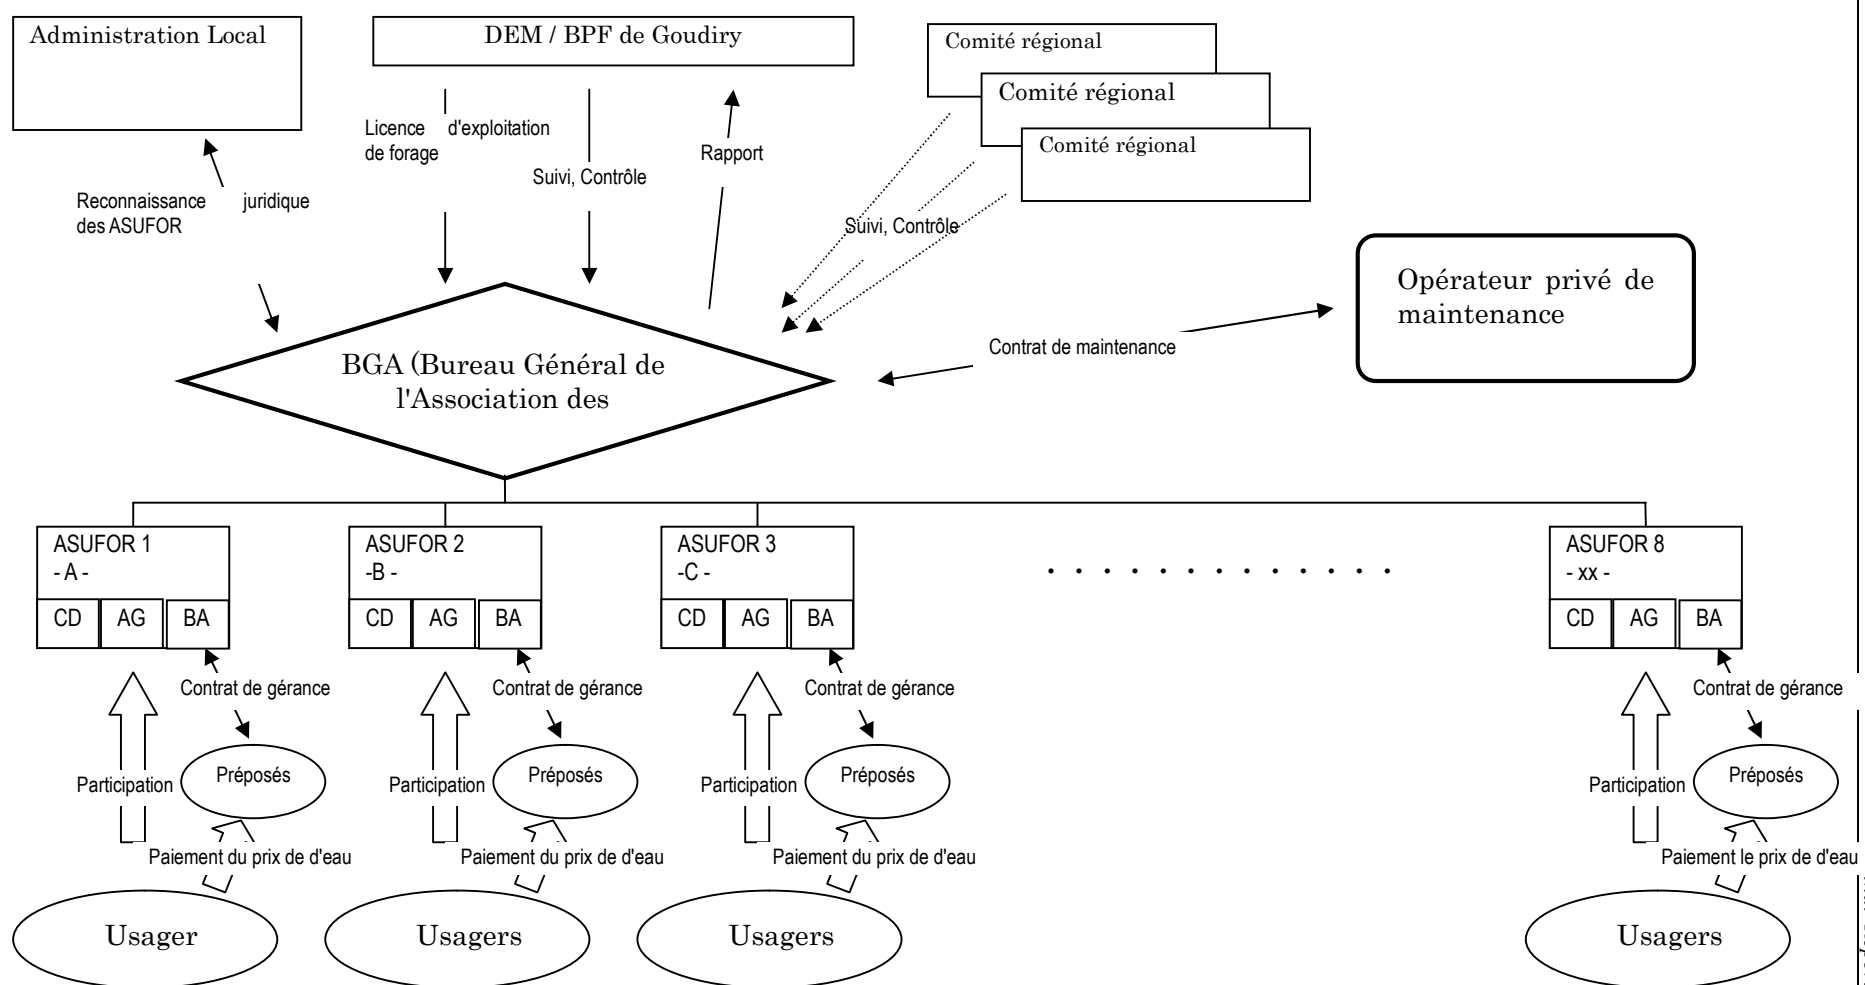 Administration Local
DEM / BPF de Goudiry
Comité régional
Comité régional
Comité régional
Licence d'exploitation
de forage
Suivi, Contrôle
Rapport
Reconnaissance juridique
des ASUFOR
Suivi, Contrôle
Opérateur privé de
maintenance
Contrat de maintenance
BGA (Bureau Général de
l'Association des
ASUFOR 1
- A -
CD AG BA
ASUFOR 2
-B -
CD AG BA
ASUFOR 3
-C -
CD AG BA
. . . . . . . . . . . . .
ASUFOR 8
- xx -
CD AG BA
Contrat de gérance
Contrat de gérance
Contrat de gérance
Contrat de gérance
Participation
Préposés
Participation
Préposés
Participation
Préposés
Participation
Préposés
Paiement du prix de d'eau
Paiement du prix de d'eau
Paiement du prix de d'eau
Paiement le prix de d'eau
Usager
Usagers
Usagers
Usagers